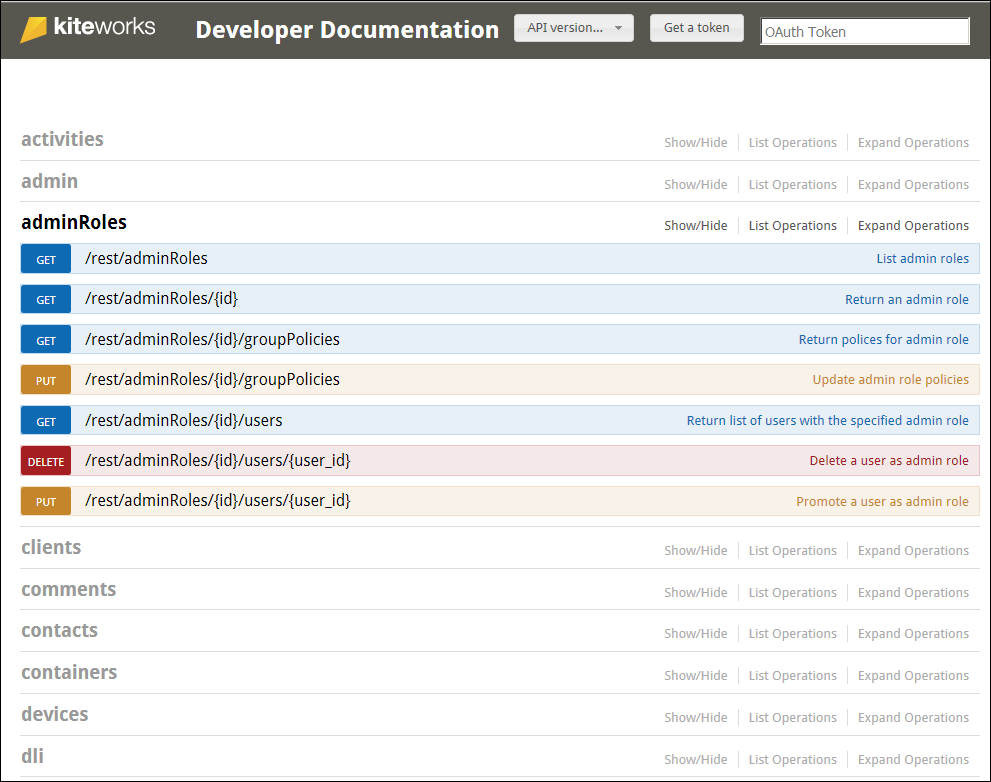 kiteworks Developer Documentation API version... Get a token OAuth Token
activities Show/Hide List Operations Expand Operations
admin Show/Hide List Operations Expand Operations
adminRoles Show/Hide List Operations Expand Operations
GET /rest/adminRoles List admin roles
GET /rest/adminRoles/{id} Return an admin role
GET /rest/adminRoles/{id}/groupPolicies Return polices for admin role
PUT /rest/adminRoles/{id}/groupPolicies Update admin role policies
GET /rest/adminRoles/{id}/users Return list of users with the specified admin role
DELETE /rest/adminRoles/{id}/users/{user_id} Delete a user as admin role
PUT /rest/adminRoles/{id}/users/{user_id} Promote a user as admin role
clients Show/Hide List Operations Expand Operations
comments Show/Hide List Operations Expand Operations
contacts Show/Hide List Operations Expand Operations
containers Show/Hide List Operations Expand Operations
devices Show/Hide List Operations Expand Operations
dli Show/Hide List Operations Expand Operations